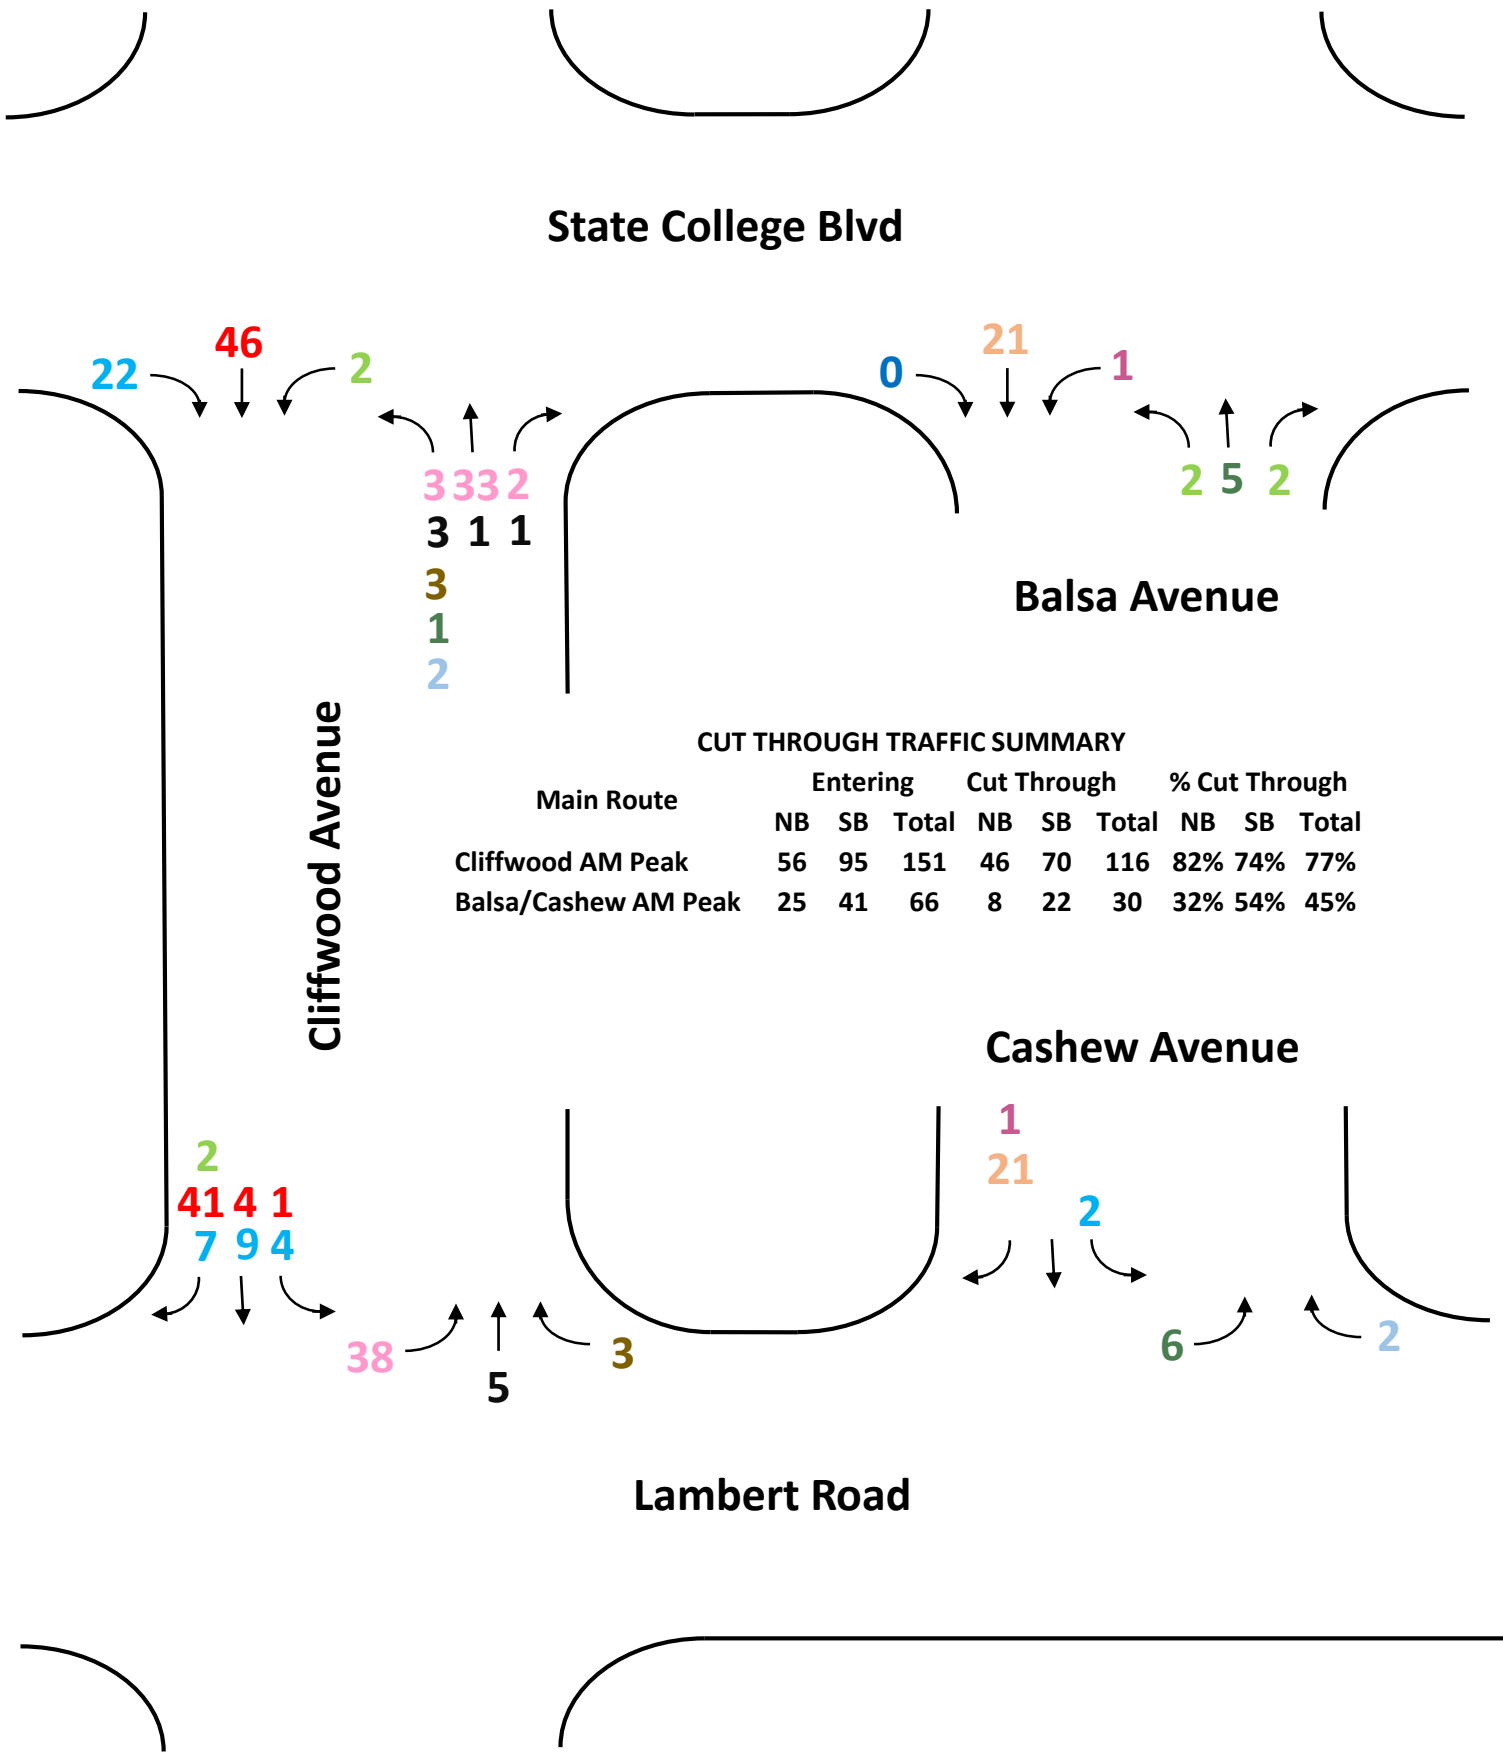 State College Blvd
22 46 2
0 21 1
3 33 2
3 1 1
3
1
2
2 5 2
Balsa Avenue
Cliffwood Avenue
CUT THROUGH TRAFFIC SUMMARY
Main Route Entering Cut Through % Cut Through
NB SB Total NB SB Total NB SB Total
Cliffwood AM Peak 56 95 151 46 70 116 82% 74% 77%
Balsa/Cashew AM Peak 25 41 66 8 22 30 32% 54% 45%
Cashew Avenue
2
41 4 1
7 9 4
1
21
2
38 5 3
6 2
Lambert Road